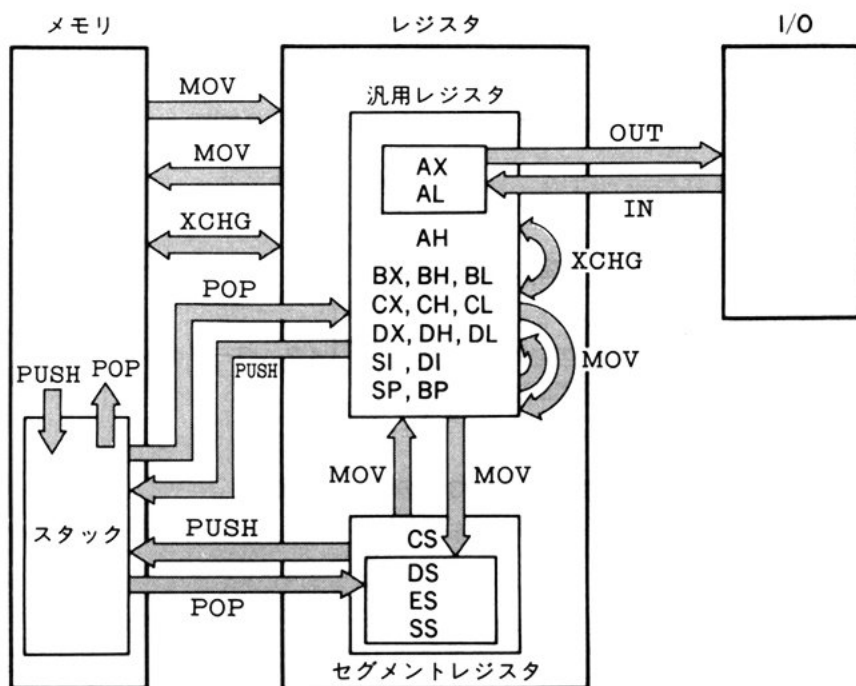 メモリ
レジスタ
I/O
MOV
MOV
XCHG
汎用レジスタ
AX
AL
AH
BX, BH, BL
CX, CH, CL
DX, DH, DL
SI , DI
SP, BP
OUT
IN
XCHG
MOV
POP
PUSH
PUSH
POP
スタック
MOV
MOV
PUSH
POP
CS
DS
ES
SS
セグメントレジスタ